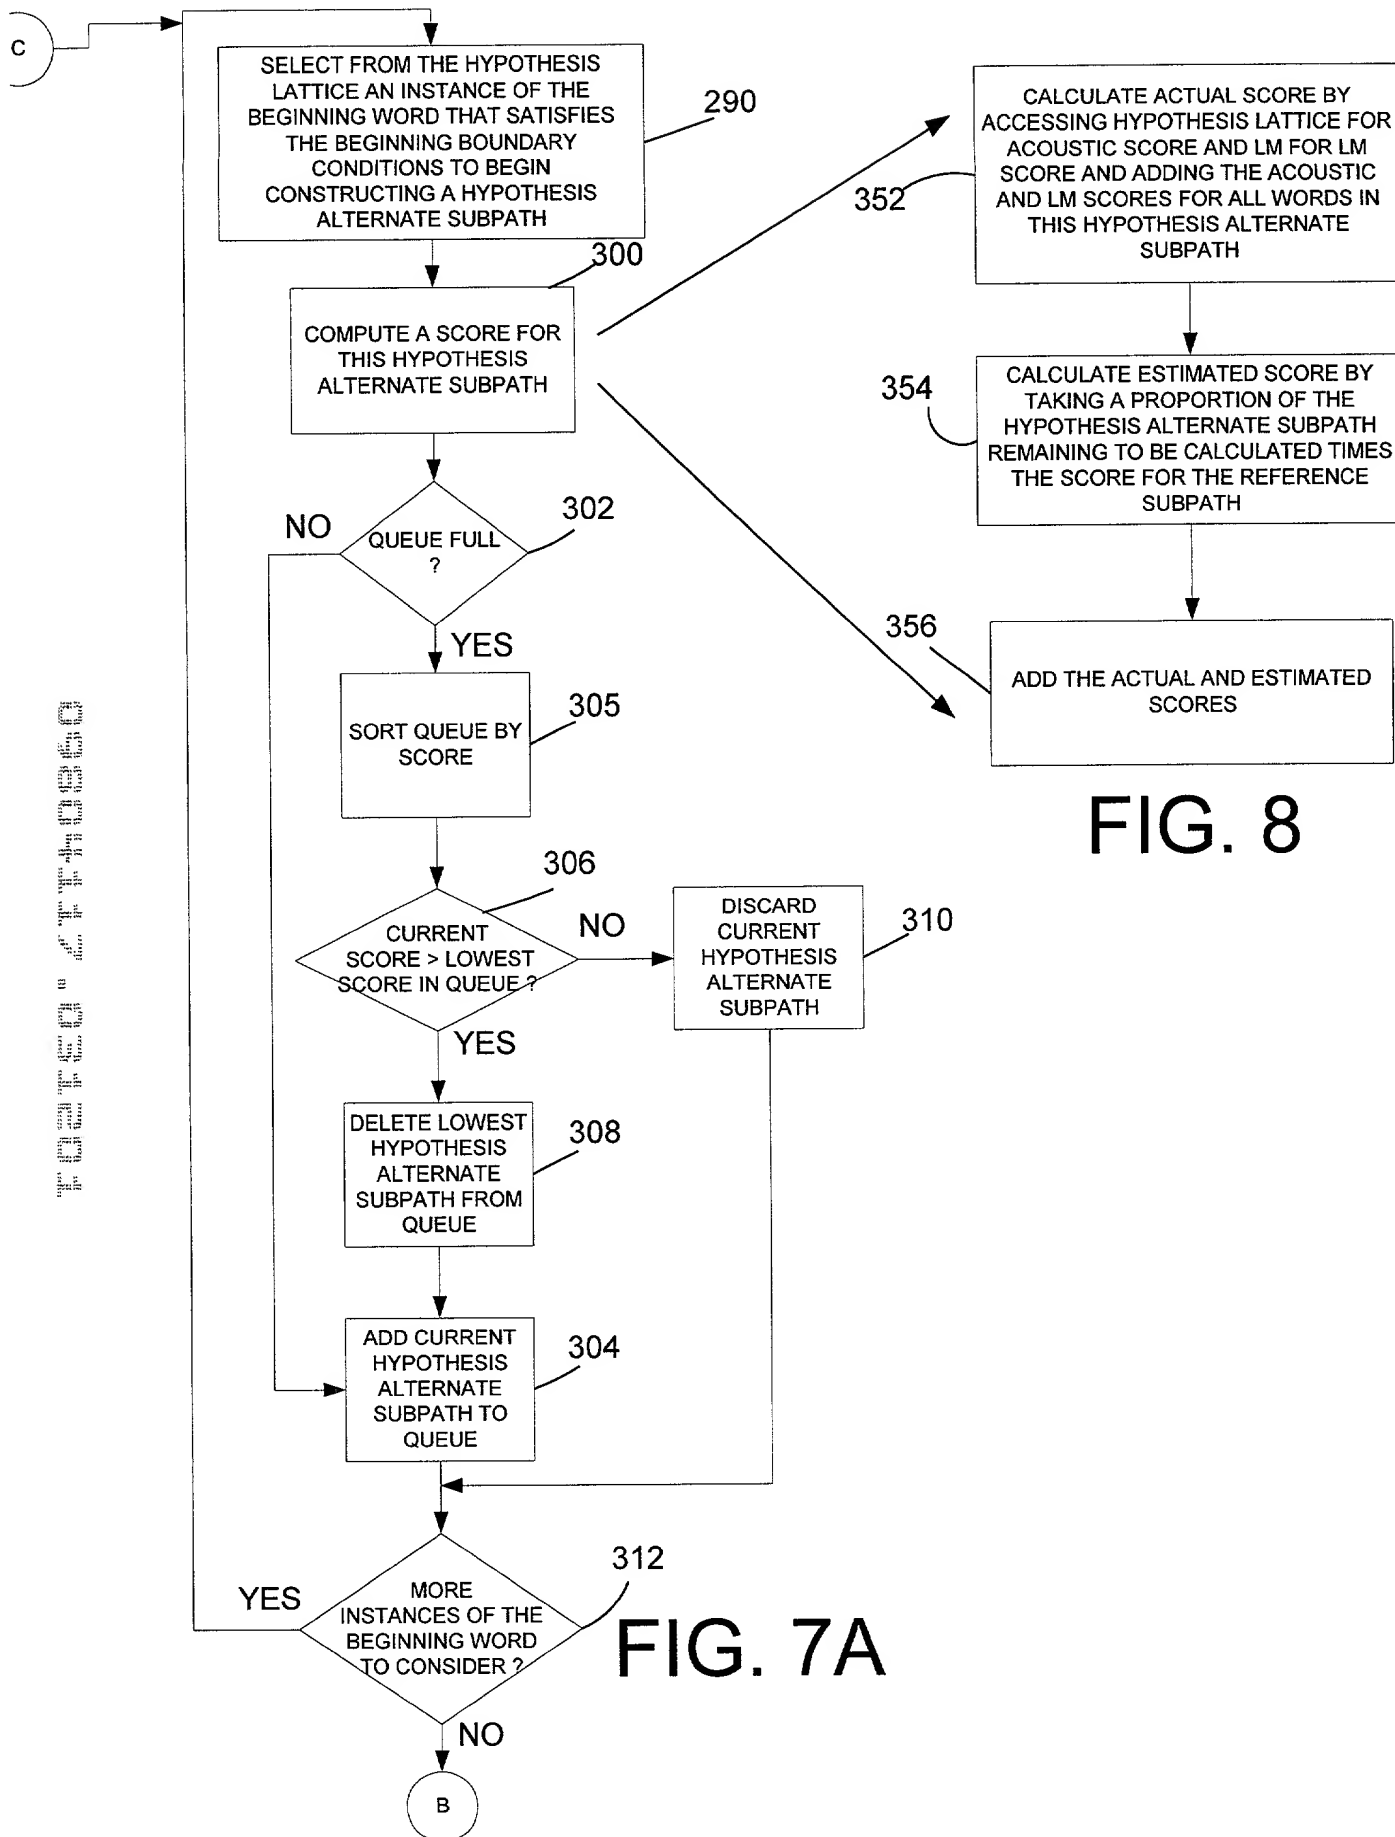 C
SELECT FROM THE HYPOTHESIS
LATTICE AN INSTANCE OF THE
BEGINNING WORD THAT SATISFIES
THE BEGINNING BOUNDARY
CONDITIONS TO BEGIN
CONSTRUCTING A HYPOTHESIS
ALTERNATE SUBPATH
290
300
COMPUTE A SCORE FOR
THIS HYPOTHESIS
ALTERNATE SUBPATH
302
NO
QUEUE FULL
?
YES
305
SORT QUEUE BY
SCORE
306
CURRENT
SCORE > LOWEST
SCORE IN QUEUE ?
NO
DISCARD
CURRENT
HYPOTHESIS
ALTERNATE
SUBPATH
310
YES
DELETE LOWEST
HYPOTHESIS
ALTERNATE
SUBPATH FROM
QUEUE
308
ADD CURRENT
HYPOTHESIS
ALTERNATE
SUBPATH TO
QUEUE
304
312
YES
MORE
INSTANCES OF THE
BEGINNING WORD
TO CONSIDER ?
NO
B
FIG. 7A
CALCULATE ACTUAL SCORE BY
ACCESSING HYPOTHESIS LATTICE FOR
ACOUSTIC SCORE AND LM FOR LM
SCORE AND ADDING THE ACOUSTIC
AND LM SCORES FOR ALL WORDS IN
THIS HYPOTHESIS ALTERNATE
SUBPATH
352
354
CALCULATE ESTIMATED SCORE BY
TAKING A PROPORTION OF THE
HYPOTHESIS ALTERNATE SUBPATH
REMAINING TO BE CALCULATED TIMES
THE SCORE FOR THE REFERENCE
SUBPATH
356
ADD THE ACTUAL AND ESTIMATED
SCORES
FIG. 8